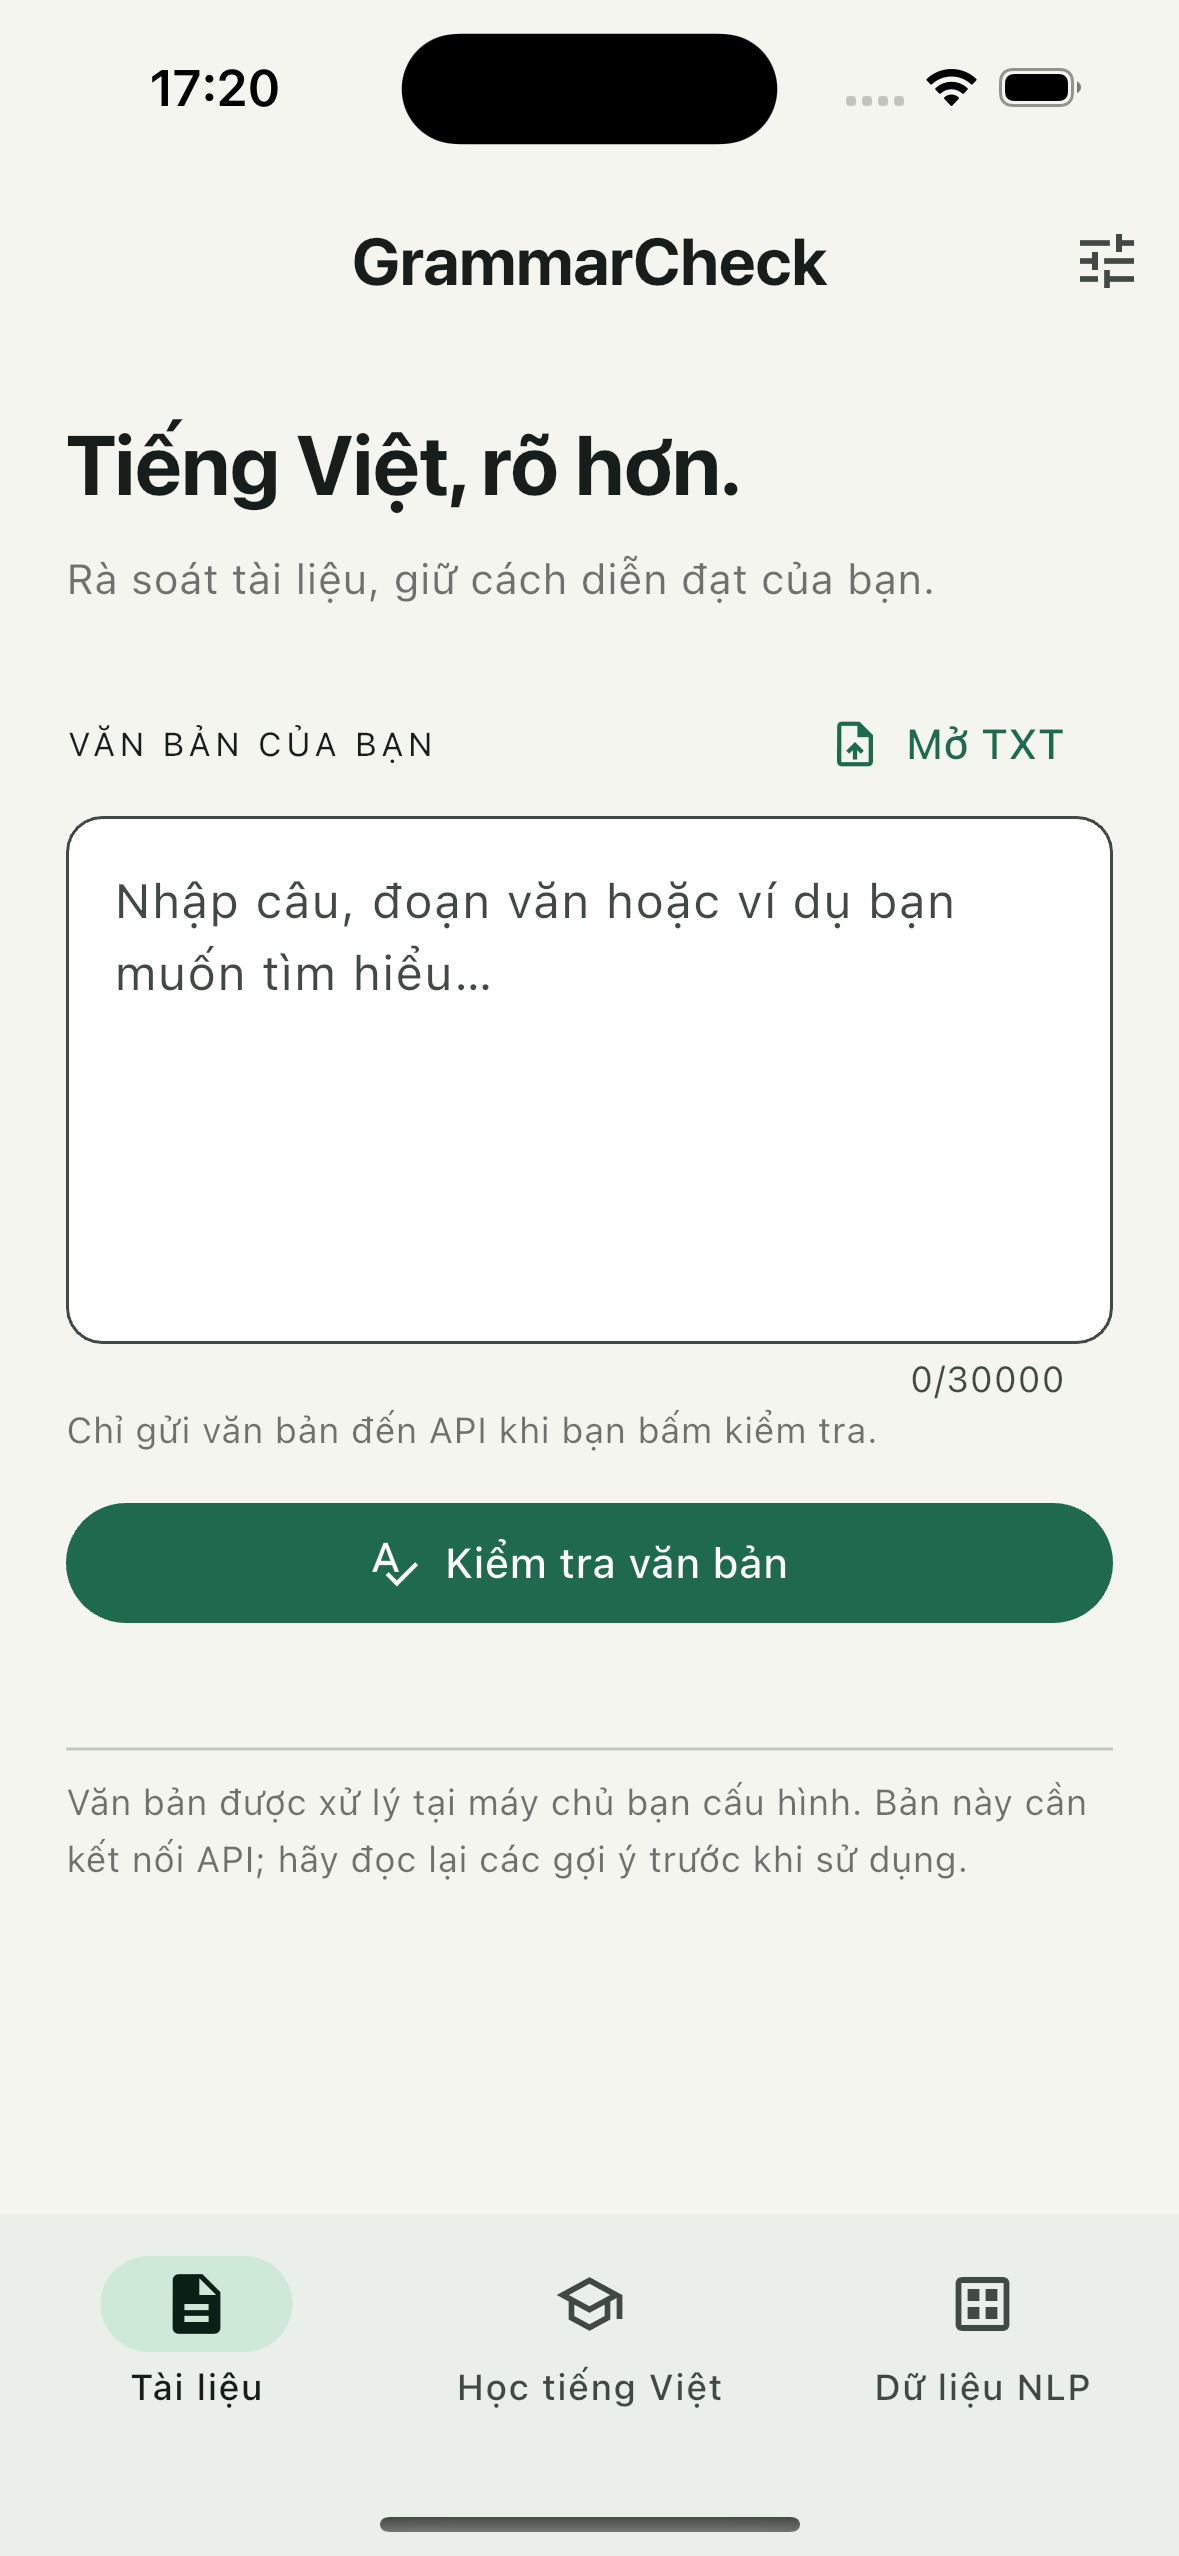 17:20
GrammarCheck
Tiếng Việt, rõ hơn.
Rà soát tài liệu, giữ cách diễn đạt của bạn.
VĂN BẢN CỦA BẠN
Mở TXT
Nhập câu, đoạn văn hoặc ví dụ bạn
muốn tìm hiểu...
0/30000
Chỉ gửi văn bản đến API khi bạn bấm kiểm tra.
Kiểm tra văn bản
Văn bản được xử lý tại máy chủ bạn cấu hình. Bản này cần
kết nối API; hãy đọc lại các gợi ý trước khi sử dụng.
Tài liệu
Học tiếng Việt
Dữ liệu NLP